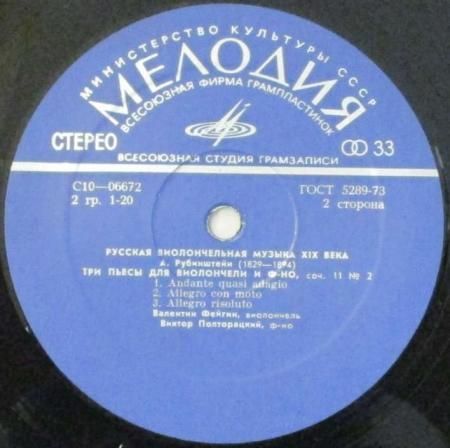 МИНИСТЕРСТВО КУЛЬТУРЫ СССР
МЕЛОДИЯ
ВСЕСОЮЗНАЯ ФИРМА ГРАМПЛАСТИНОК
СТЕРЕО
33
ВСЕСОЮЗНАЯ СТУДИЯ ГРАМЗАПИСИ
С10—06672
ГОСТ 5289-73
2 гр. 1-20
2 сторона
РУССКАЯ ВИОЛОНЧЕЛЬНАЯ МУЗЫКА XIX ВЕКА
А. Рубинштейн (1829—1894)
ТРИ ПЬЕСЫ ДЛЯ ВИОЛОНЧЕЛИ И Ф-НО, соч. 11 № 2
1. Andante quasi adagio
2. Allegro con moto
3. Allegro risoluto
Валентин Фейгин, виолончель
Виктор Полторацкий, ф-но